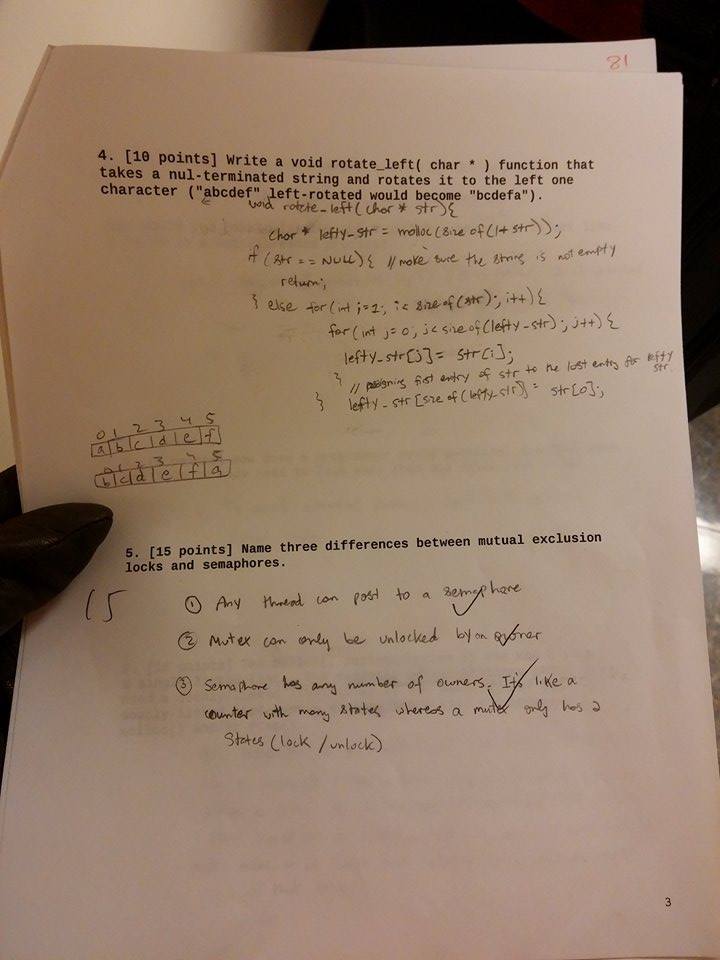 81
4. [10 points] Write a void rotate_left( char * ) function that
takes a nul-terminated string and rotates it to the left one
character ("abcdef" left-rotated would become "bcdefa").
void rotate_left(char * str){
char * lefty_str = malloc(size of(1+str));
if (str == NULL){ // make sure the string is not empty
return;
} else for(int i=1; i< size of(str); i++){
for(int j=0; j< size of(lefty_str); j++){
lefty_str[j] = str[i];
} // first entry of str to the last entry for lefty
str.
} lefty_str[size of(lefty_str)] = str[0];
0 1 2 3 4 5
a|b|c|d|e|f
0 1 2 3 4 5
b|c|d|e|f|a
5. [15 points] Name three differences between mutual exclusion
locks and semaphores.
15
① Any thread can post to a semaphore
② Mutex can only be unlocked by an owner
③ Semaphore has any number of owners. It's like a
counter with many states whereas a mutex only has 2
states (lock /unlock)
3